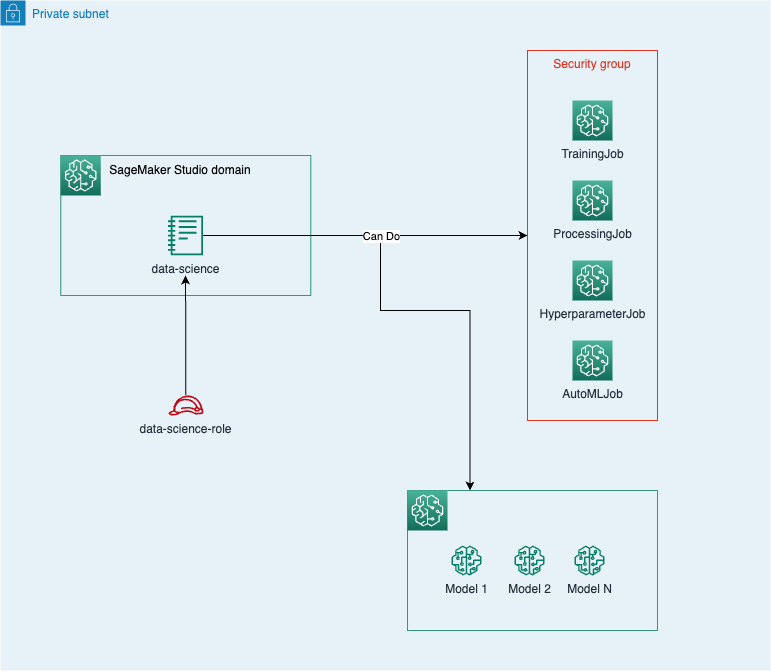 Private subnet
Security group
TrainingJob
SageMaker Studio domain
ProcessingJob
Can Do
data-science
HyperparameterJob
AutoMLJob
data-science-role
Model 1
Model 2
Model N